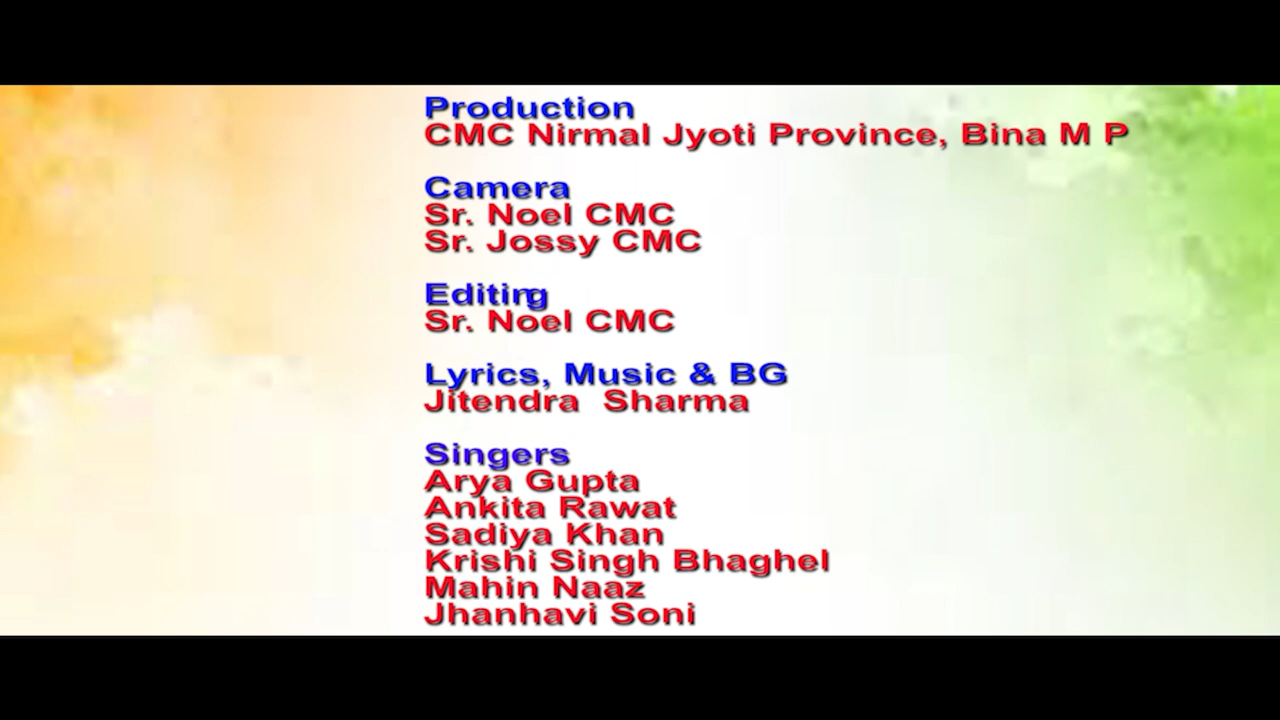 Production
CMC Nirmal Jyoti Province, Bina M P
Camera
Sr. Noel CMC
Sr. Jossy CMC
Editing
Sr. Noel CMC
Lyrics, Music & BG
Jitendra Sharma
Singers
Arya Gupta
Ankita Rawat
Sadiya Khan
Krishi Singh Bhaghel
Mahin Naaz
Jhanhavi Soni